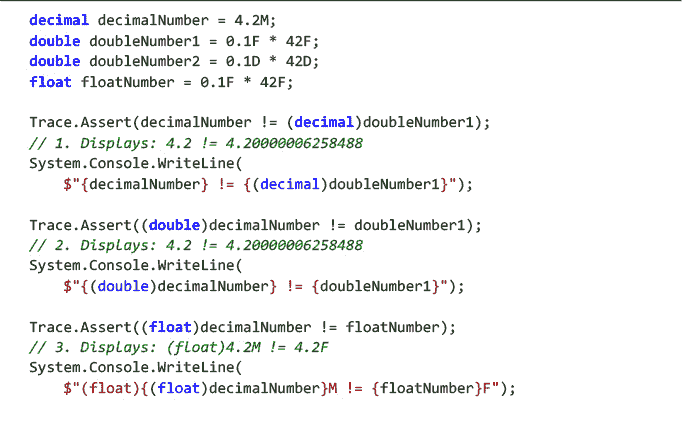 decimal decimalNumber = 4.2M;
double doubleNumber1 = 0.1F * 42F;
double doubleNumber2 = 0.1D * 42D;
float floatNumber = 0.1F * 42F;
Trace.Assert(decimalNumber != (decimal)doubleNumber1);
// 1. Displays: 4.2 != 4.20000006258488
System.Console.WriteLine(
$"{decimalNumber} != {(decimal)doubleNumber1}");
Trace.Assert((double)decimalNumber != doubleNumber1);
// 2. Displays: 4.2 != 4.20000006258488
System.Console.WriteLine(
$"{(double)decimalNumber} != {doubleNumber1}");
Trace.Assert((float)decimalNumber != floatNumber);
// 3. Displays: (float)4.2M != 4.2F
System.Console.WriteLine(
$"(float){(float)decimalNumber}M != {floatNumber}F");